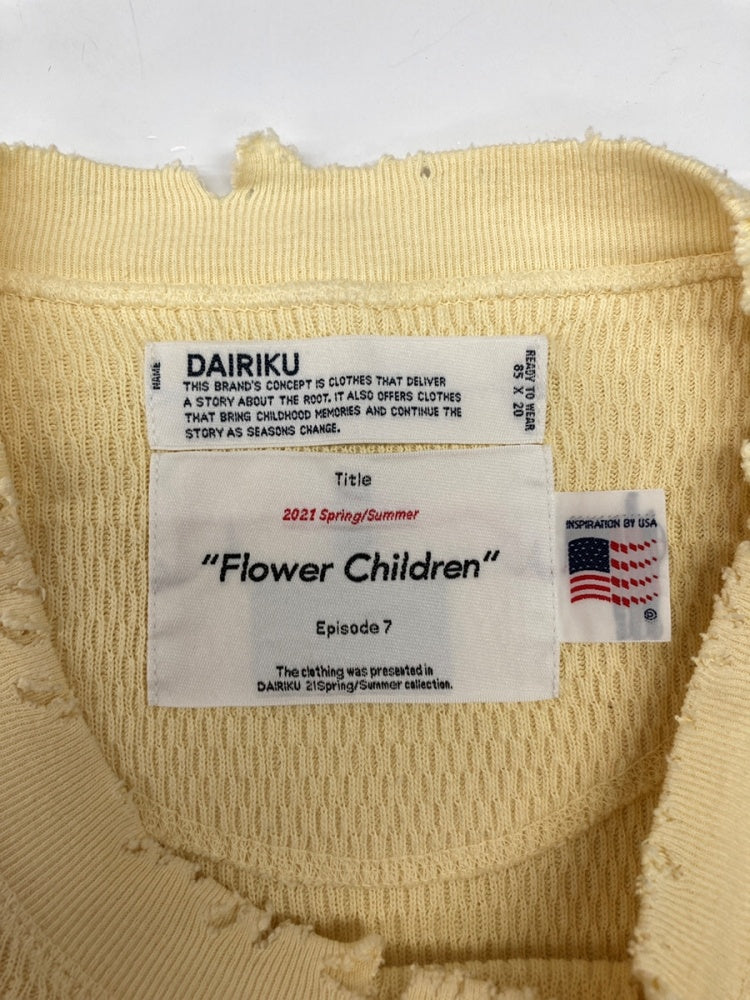 NAME
DAIRIKU
THIS BRAND'S CONCEPT IS CLOTHES THAT DELIVER
A STORY ABOUT THE ROOT. IT ALSO OFFERS CLOTHES
THAT BRING CHILDHOOD MEMORIES AND CONTINUE THE
STORY AS SEASONS CHANGE.
READY TO WEAR
85 X 20
Title
2021 Spring/Summer
"Flower Children"
Episode 7
The clothing was presented in
DAIRIKU 21Spring/Summer collection.
INSPIRATION BY USA